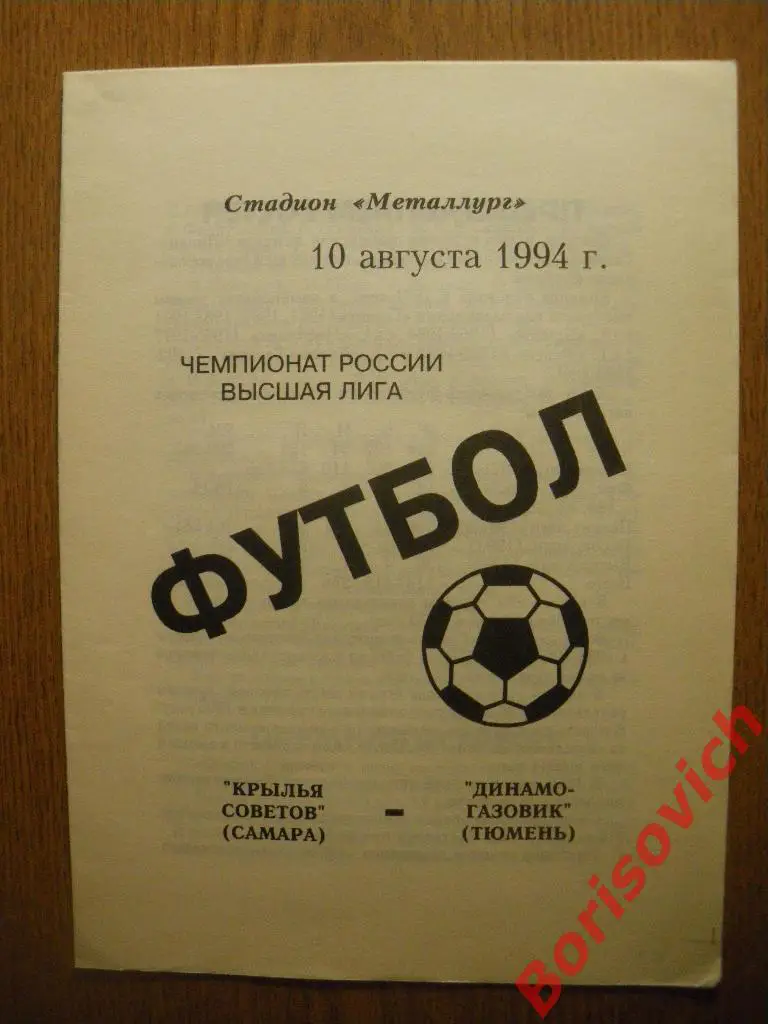 Стадион «Металлург»
10 августа 1994 г.
ЧЕМПИОНАТ РОССИИ
ВЫСШАЯ ЛИГА
ФУТБОЛ
"КРЫЛЬЯ
СОВЕТОВ"
(САМАРА)
-
"ДИНАМО-
ГАЗОВИК"
(ТЮМЕНЬ)
Borisovich